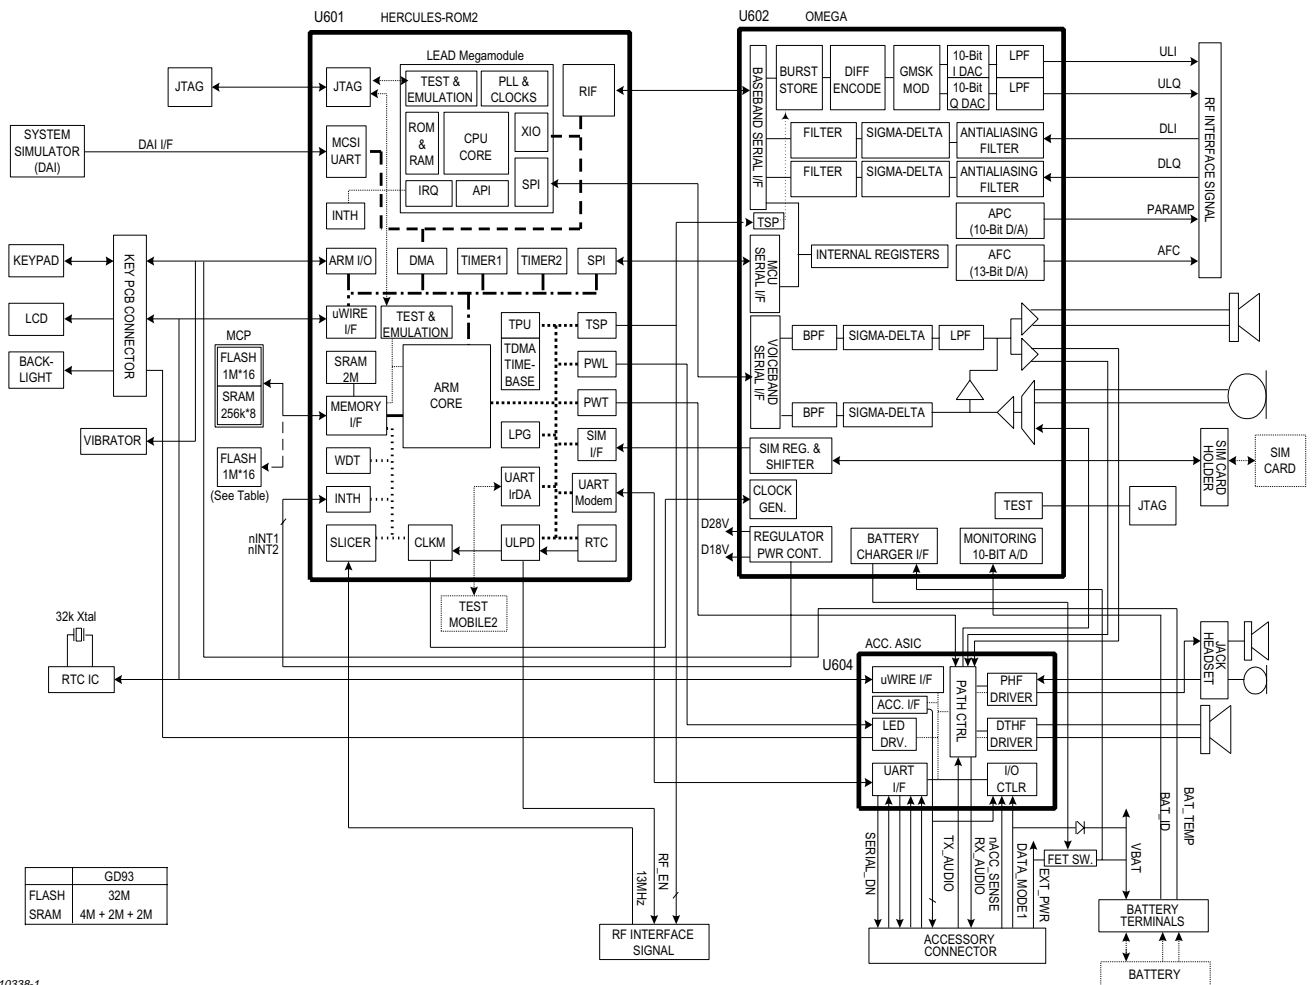 U601 HERCULES-ROM2
LEAD Megamodule
JTAG
JTAG
TEST &
EMULATION
PLL &
CLOCKS
RIF
SYSTEM
SIMULATOR
(DAI)
DAI I/F
MCSI
UART
ROM
&
RAM
CPU
CORE
XIO
IRQ
API
SPI
INTH
KEYPAD
KEY PCB CONNECTOR
ARM I/O
DMA
TIMER1
TIMER2
SPI
LCD
uWIRE
I/F
TEST &
EMULATION
BACK-
LIGHT
MCP
FLASH
1M*16
SRAM
256k*8
SRAM
2M
ARM
CORE
TPU
TDMA
TIME-
BASE
TSP
PWL
MEMORY
I/F
PWT
VIBRATOR
FLASH
1M*16
(See Table)
LPG
SIM
I/F
WDT
UART
IrDA
UART
Modem
INTH
nINT1
nINT2
SLICER
CLKM
ULPD
RTC
TEST
MOBILE2
32k Xtal
RTC IC
U602 OMEGA
BASEBAND SERIAL I/F
BURST
STORE
DIFF
ENCODE
GMSK
MOD
10-Bit
I DAC
10-Bit
Q DAC
LPF
LPF
ULI
ULQ
RF INTERFACE SIGNAL
FILTER
SIGMA-DELTA
ANTIALIASING
FILTER
DLI
FILTER
SIGMA-DELTA
ANTIALIASING
FILTER
DLQ
TSP
APC
(10-Bit D/A)
PARAMP
MCU
SERIAL I/F
INTERNAL REGISTERS
AFC
(13-Bit D/A)
AFC
VOICEBAND
SERIAL I/F
BPF
SIGMA-DELTA
LPF
BPF
SIGMA-DELTA
SIM REG. &
SHIFTER
SIM CARD
HOLDER
SIM
CARD
CLOCK
GEN.
TEST
JTAG
D28V
D18V
REGULATOR
PWR CONT.
BATTERY
CHARGER I/F
MONITORING
10-BIT A/D
ACC. ASIC
U604
uWIRE I/F
ACC. I/F
LED
DRV.
UART
I/F
PATH CTRL
PHF
DRIVER
DTHF
DRIVER
I/O
CTLR
JACK
HEADSET
SERIAL_DN
TX_AUDIO
RX_AUDIO
nACC_SENSE
DATA_MODE1
EXT_PWR
FET SW.
VBAT
BAT_ID
BAT_TEMP
BATTERY
TERMINALS
BATTERY
ACCESSORY
CONNECTOR
13MHz
RF_EN
RF INTERFACE
SIGNAL
GD93
FLASH 32M
SRAM 4M + 2M + 2M
10338-1